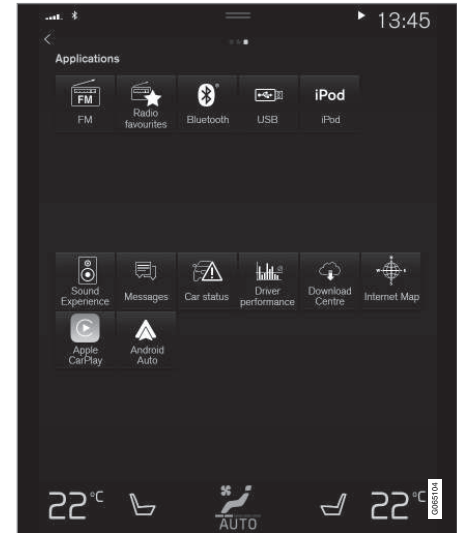 13:45
Applications
FM
FM
Radio
favourites
Bluetooth
USB
iPod
iPod
Sound
Experience
Messages
Car status
Driver
performance
Download
Centre
Internet Map
Apple
CarPlay
Android
Auto
22°C
AUTO
22°C
G065104